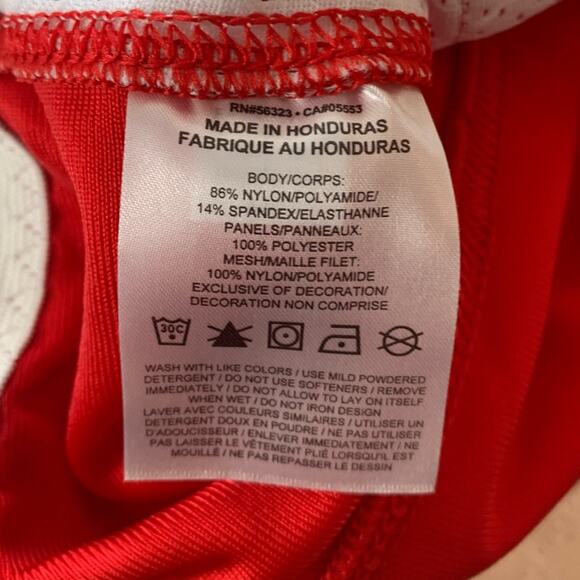 RN#56323 • CA#05553
MADE IN HONDURAS
FABRIQUE AU HONDURAS
BODY/CORPS:
86% NYLON/POLYAMIDE/
14% SPANDEX/ELASTHANNE
PANELS/PANNEAUX:
100% POLYESTER
MESH/MAILLE FILET:
100% NYLON/POLYAMIDE
EXCLUSIVE OF DECORATION/
DECORATION NON COMPRISE
30C
WASH WITH LIKE COLORS / USE MILD POWDERED
DETERGENT / DO NOT USE SOFTENERS / REMOVE
IMMEDIATELY / DO NOT ALLOW TO LAY ON ITSELF
WHEN WET / DO NOT IRON DESIGN
LAVER AVEC COULEURS SIMILAIRES / UTILISER UN
DETERGENT DOUX EN POUDRE / NE PAS UTILISER
D'ADOUCISSEUR / ENLEVER IMMEDIATEMENT / NE
PAS LAISSER LE VÊTEMENT PLIÉ LORSQU'IL EST
MOUILLÉ / NE PAS REPASSER LE DESSIN